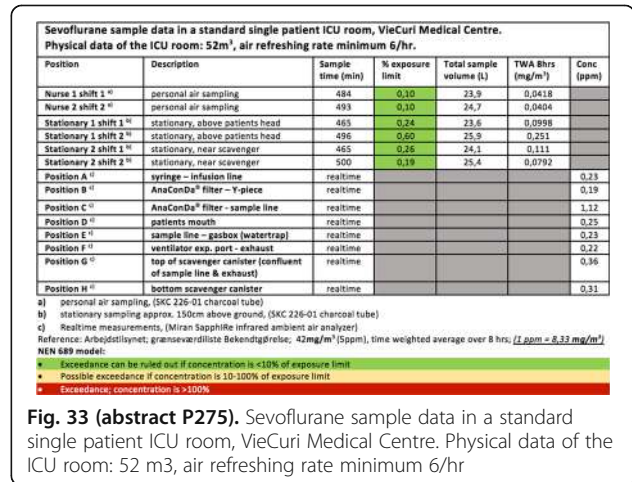 Sevoflurane sample data in a standard single patient ICU room, VieCuri Medical Centre.
Physical data of the ICU room: 52m³, air refreshing rate minimum 6/hr.
Position Description Sample time (min) % exposure limit Total sample volume (L) TWA 8hrs (mg/m³) Conc (ppm)
Nurse 1 shift 1 a) personal air sampling 484 0,10 23,9 0,0418
Nurse 2 shift 2 a) personal air sampling 493 0,10 24,7 0,0404
Stationary 1 shift 1 b) stationary, above patients head 465 0,24 23,6 0,0998
Stationary 1 shift 2 b) stationary, above patients head 496 0,60 25,9 0,251
Stationary 2 shift 1 b) stationary, near scavenger 465 0,26 24,1 0,111
Stationary 2 shift 2 b) stationary, near scavenger 500 0,19 25,4 0,0792
Position A c) syringe – infusion line realtime 0,23
Position B c) AnaConDa® filter – Y-piece realtime 0,19
Position C c) AnaConDa® filter - sample line realtime 1,12
Position D c) patients mouth realtime 0,25
Position E c) sample line – gasbox (watertrap) realtime 0,23
Position F c) ventilator exp. port - exhaust realtime 0,22
Position G c) top of scavenger canister (confluent of sample line & exhaust) realtime 0,36
Position H c) bottom scavenger canister realtime 0,31
a) personal air sampling, (SKC 226-01 charcoal tube)
b) stationary sampling approx. 150cm above ground, (SKC 226-01 charcoal tube)
c) Realtime measurements, (Miran SapphIRe infrared ambient air analyzer)
Reference: Arbejdstilsynet; grænseværdiliste Bekendtgørelse; 42mg/m³ (5ppm), time weighted average over 8 hrs; (1 ppm = 8,33 mg/m³)
NEN 689 model:
• Exceedance can be ruled out if concentration is <10% of exposure limit
• Possible exceedance if concentration is 10-100% of exposure limit
• Exceedance; concentration is >100%
Fig. 33 (abstract P275). Sevoflurane sample data in a standard
single patient ICU room, VieCuri Medical Centre. Physical data of the
ICU room: 52 m3, air refreshing rate minimum 6/hr